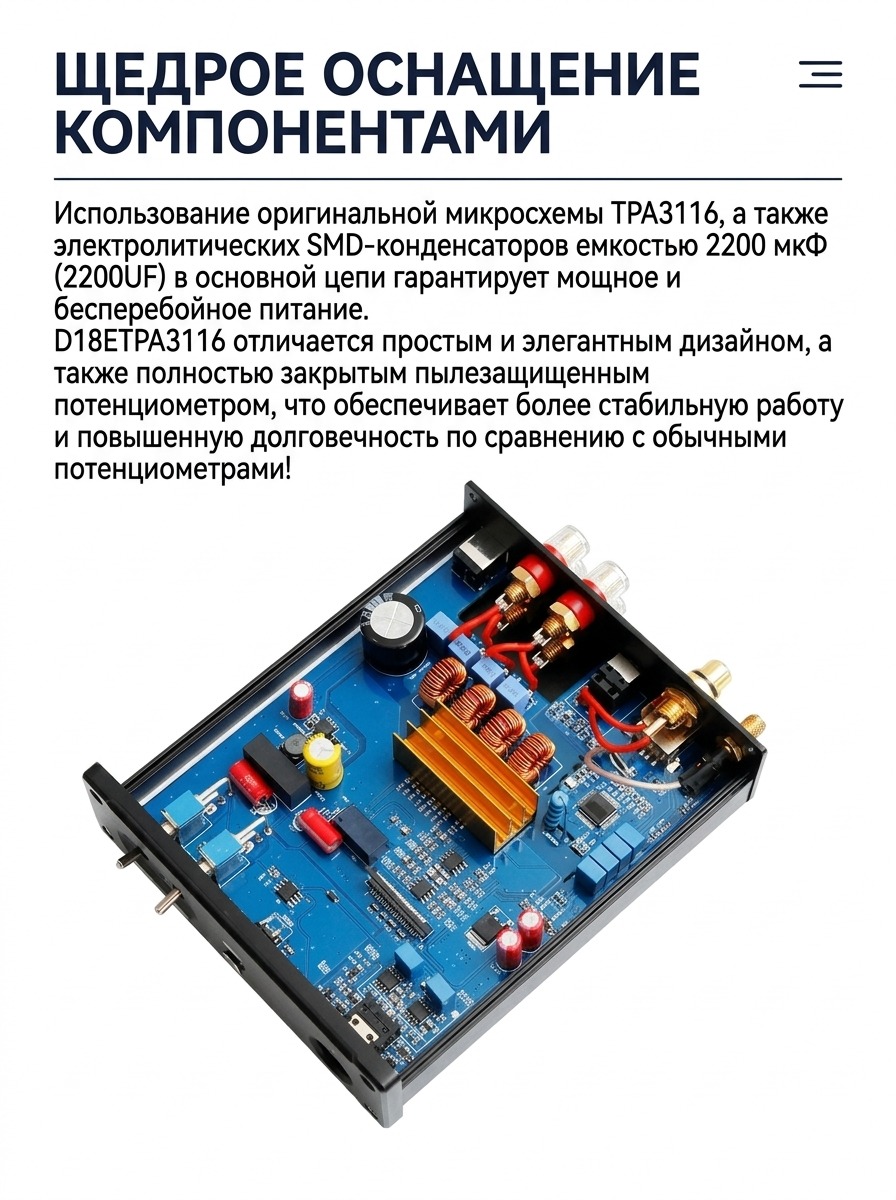 ЩЕДРОЕ ОСНАЩЕНИЕ
КОМПОНЕНТАМИ
Использование оригинальной микросхемы TPA3116, а также
электролитических SMD-конденсаторов емкостью 2200 мкФ
(2200UF) в основной цепи гарантирует мощное и
бесперебойное питание.
D18ETPA3116 отличается простым и элегантным дизайном, а
также полностью закрытым пылезащищенным
потенциометром, что обеспечивает более стабильную работу
и повышенную долговечность по сравнению с обычными
потенциометрами!